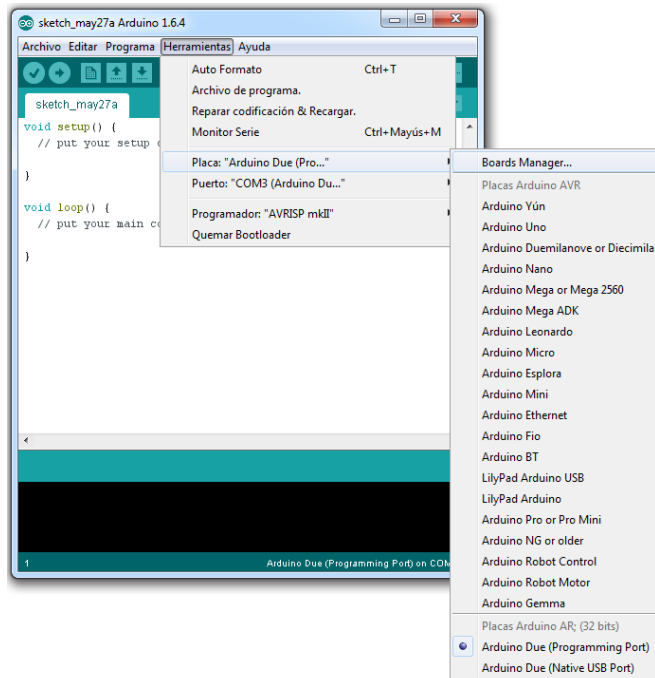 sketch_may27a Arduino 1.6.4
Archivo Editar Programa Herramientas Ayuda
sketch_may27a
void setup() {
// put your setup
}
void loop() {
// put your main
}
Auto Formato Ctrl+T
Archivo de programa.
Reparar codificación & Recargar.
Monitor Serie Ctrl+Mayús+M
Placa: "Arduino Due (Pro..."
Puerto: "COM3 (Arduino Du..."
Programador: "AVRISP mkII"
Quemar Bootloader
Boards Manager...
Placas Arduino AVR
Arduino Yún
Arduino Uno
Arduino Duemilanove or Diecimila
Arduino Nano
Arduino Mega or Mega 2560
Arduino Mega ADK
Arduino Leonardo
Arduino Micro
Arduino Esplora
Arduino Mini
Arduino Ethernet
Arduino Fio
Arduino BT
LilyPad Arduino USB
LilyPad Arduino
Arduino Pro or Pro Mini
Arduino NG or older
Arduino Robot Control
Arduino Robot Motor
Arduino Gemma
Placas Arduino AR; (32 bits)
Arduino Due (Programming Port)
Arduino Due (Native USB Port)
1 Arduino Due (Programming Port) on COM